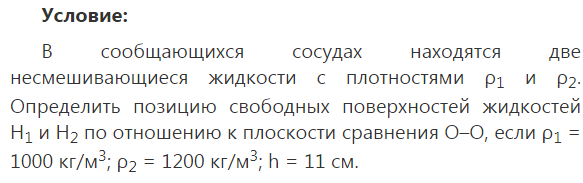 Условие:
В сообщающихся сосудах находятся две
несмешивающиеся жидкости с плотностями ρ1 и ρ2.
Определить позицию свободных поверхностей жидкостей
H1 и H2 по отношению к плоскости сравнения O–O, если ρ1 =
1000 кг/м3; ρ2 = 1200 кг/м3; h = 11 см.